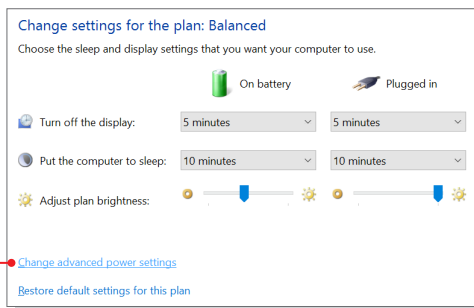 Change settings for the plan: Balanced
Choose the sleep and display settings that you want your computer to use.
On battery Plugged in
Turn off the display: 5 minutes 5 minutes
Put the computer to sleep: 10 minutes 10 minutes
Adjust plan brightness:
Change advanced power settings
Restore default settings for this plan